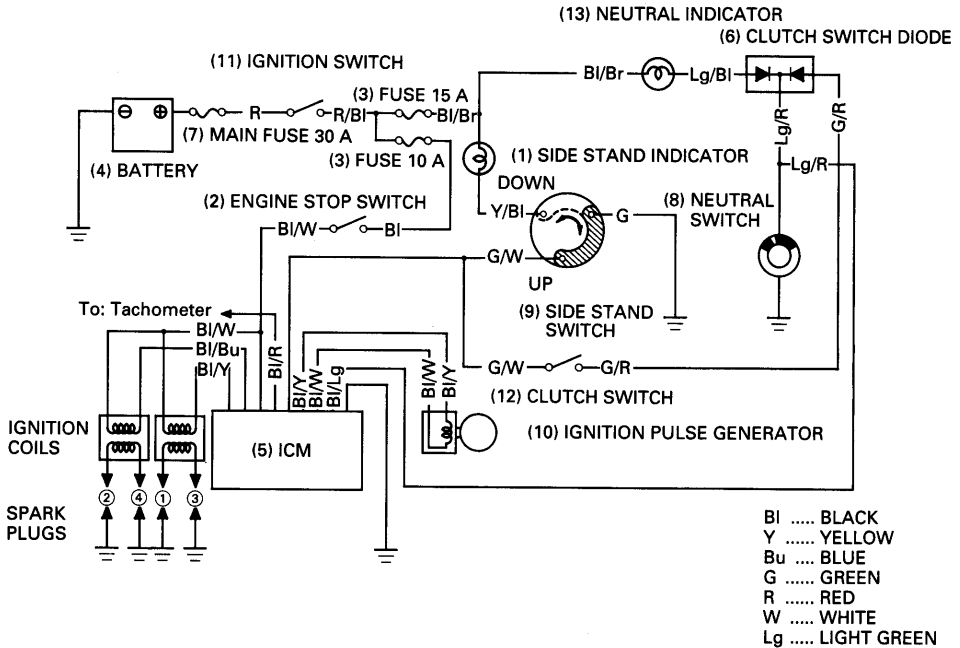 (13) NEUTRAL INDICATOR
(6) CLUTCH SWITCH DIODE
(11) IGNITION SWITCH
Bl/Br
Lg/Bl
(3) FUSE 15 A
R
R/Bl
Bl/Br
(7) MAIN FUSE 30 A
Lg/R
G/R
(3) FUSE 10 A
(1) SIDE STAND INDICATOR
Lg/R
(4) BATTERY
DOWN
(2) ENGINE STOP SWITCH
(8) NEUTRAL
SWITCH
Y/Bl
G
Bl/W
Bl
G/W
UP
To: Tachometer
(9) SIDE STAND
SWITCH
Bl/W
Bl/Bu
Bl/Y
Bl/R
Bl/Y
Bl/W
Bl/Lg
Bl/W
Bl/Y
G/W
G/R
(12) CLUTCH SWITCH
IGNITION
COILS
(5) ICM
(10) IGNITION PULSE GENERATOR
2
4
1
3
SPARK
PLUGS
Bl ..... BLACK
Y ...... YELLOW
Bu .... BLUE
G ...... GREEN
R ...... RED
W ..... WHITE
Lg ..... LIGHT GREEN